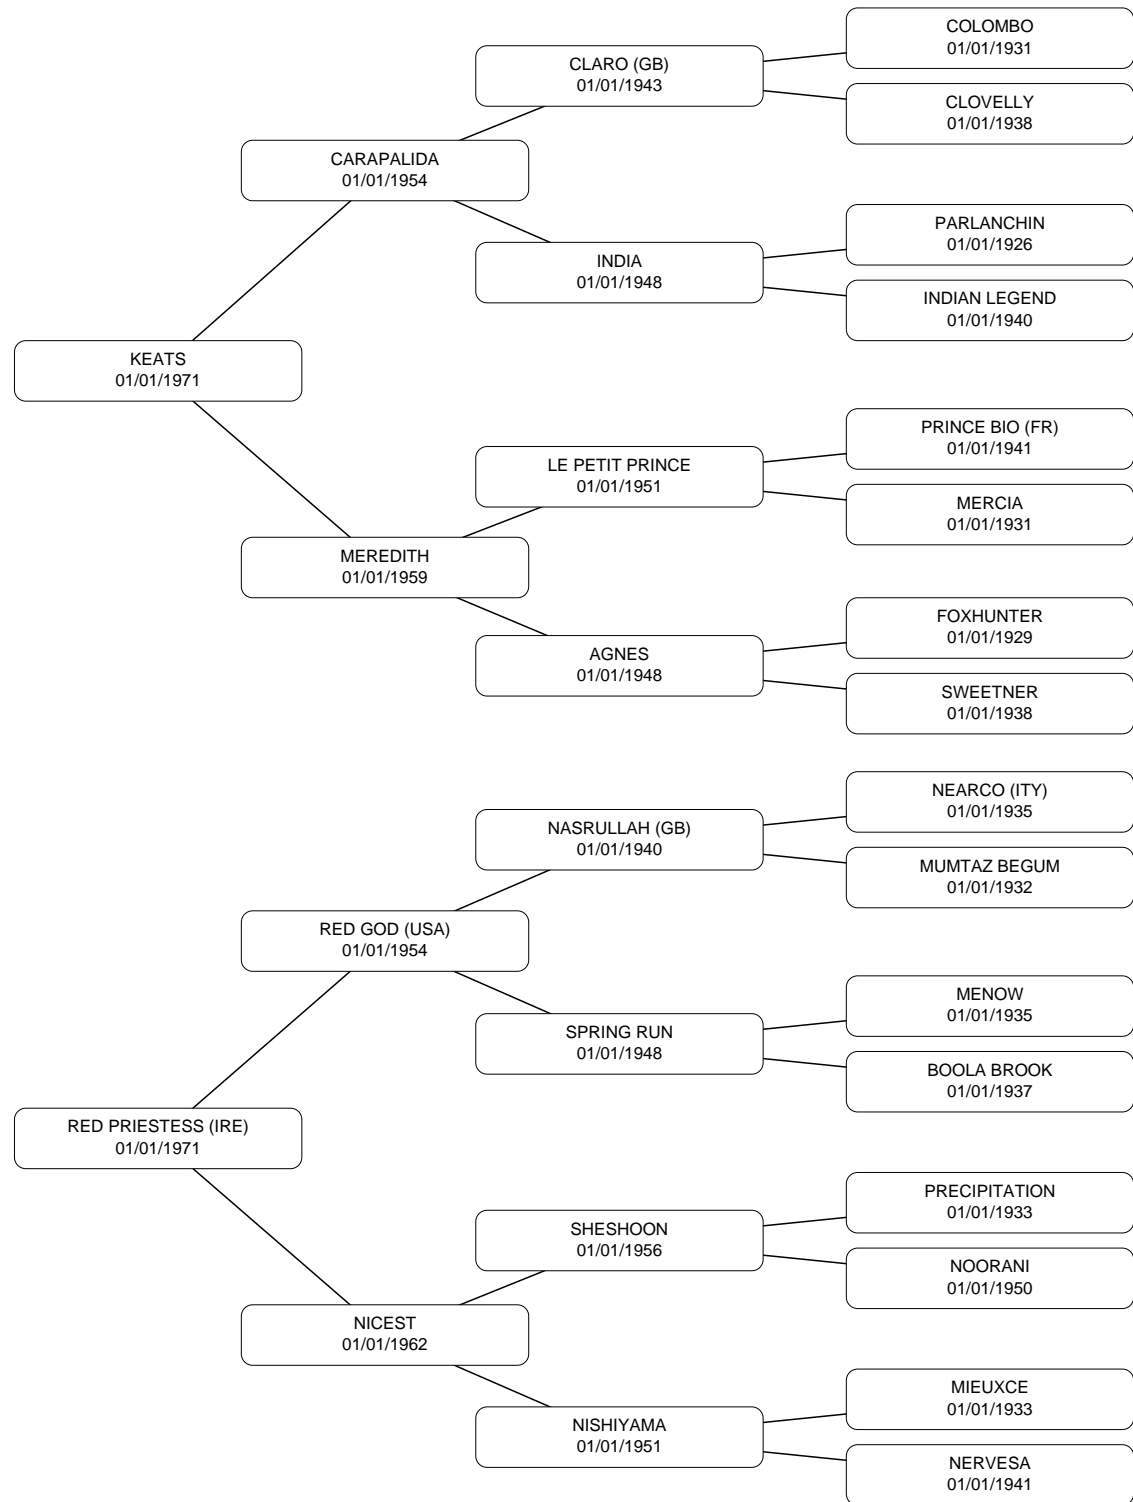 COLOMBO
01/01/1931
CLARO (GB)
01/01/1943
CLOVELLY
01/01/1938
CARAPALIDA
01/01/1954
PARLANCHIN
01/01/1926
INDIA
01/01/1948
INDIAN LEGEND
01/01/1940
KEATS
01/01/1971
PRINCE BIO (FR)
01/01/1941
LE PETIT PRINCE
01/01/1951
MERCIA
01/01/1931
MEREDITH
01/01/1959
FOXHUNTER
01/01/1929
AGNES
01/01/1948
SWEETNER
01/01/1938
NEARCO (ITY)
01/01/1935
NASRULLAH (GB)
01/01/1940
MUMTAZ BEGUM
01/01/1932
RED GOD (USA)
01/01/1954
MENOW
01/01/1935
SPRING RUN
01/01/1948
BOOLA BROOK
01/01/1937
RED PRIESTESS (IRE)
01/01/1971
PRECIPITATION
01/01/1933
SHESHOON
01/01/1956
NOORANI
01/01/1950
NICEST
01/01/1962
MIEUXCE
01/01/1933
NISHIYAMA
01/01/1951
NERVESA
01/01/1941